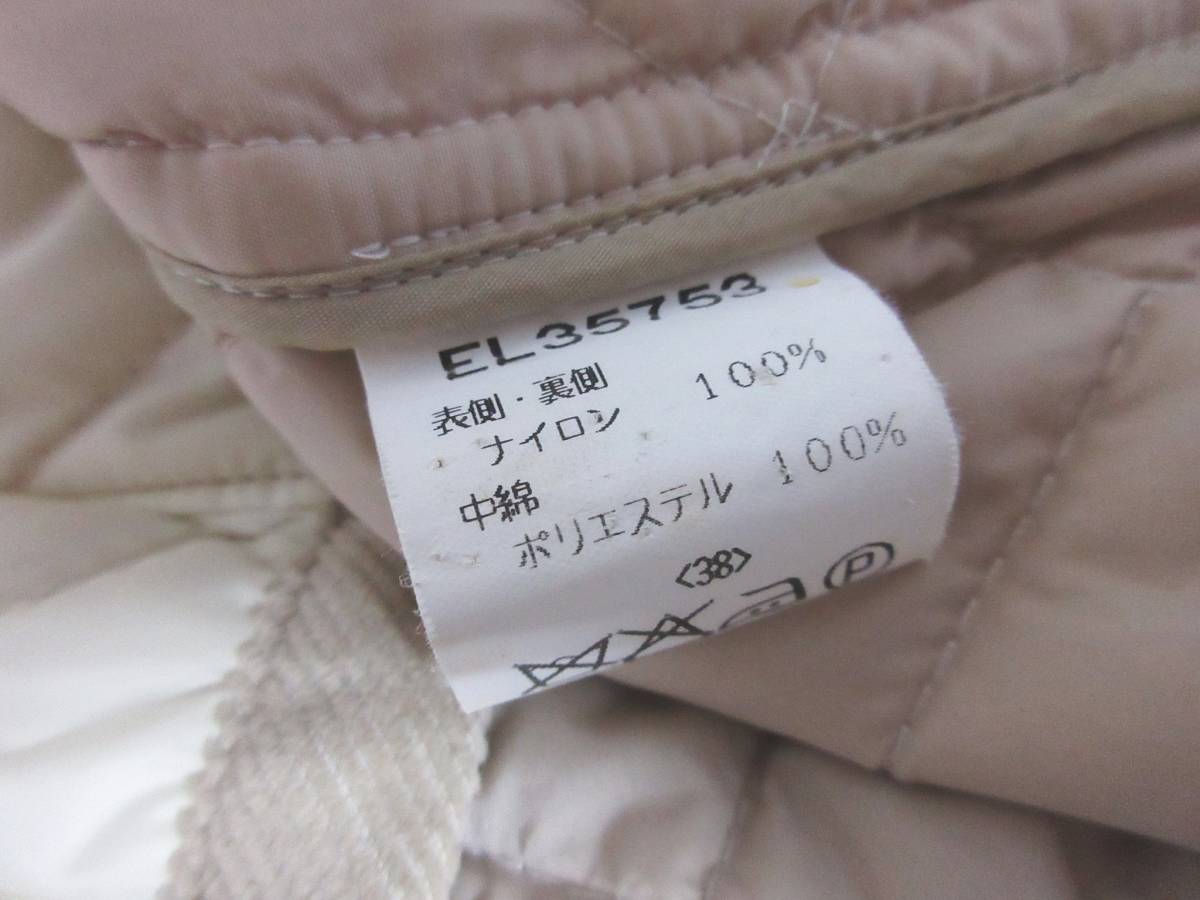 EL35753
表側・裏側
ナイロン 100%
中綿
ポリエステル 100%
<38>
P